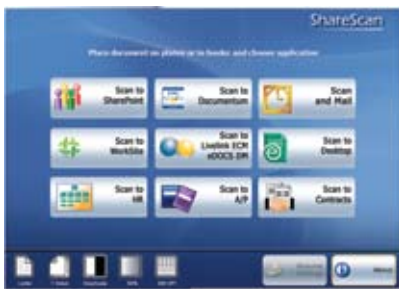 ShareScan
Place document on platen or in feeder and choose application
Scan to
SharePoint
Scan to
Documentum
Scan
and Mail
Scan to
WorkSite
Scan to
Livelink ECM
eDOCS DM
Scan to
Desktop
Scan to
HR
Scan to
A/P
Scan to
Contracts